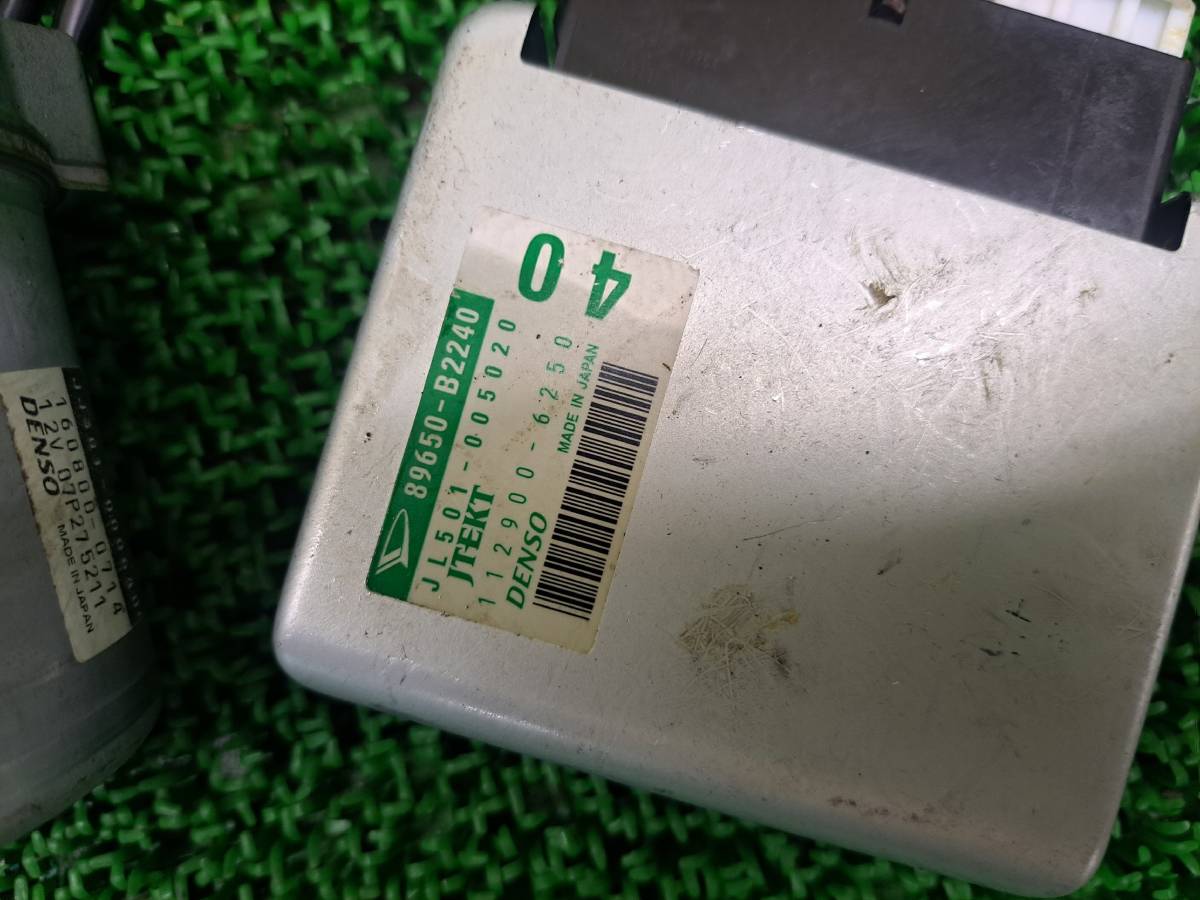 40
89650-B2240
JL501-005020
JTEKT
112900-6250
DENSO
MADE IN JAPAN
160800-0714
12V 07P275211
DENSO
MADE IN JAPAN